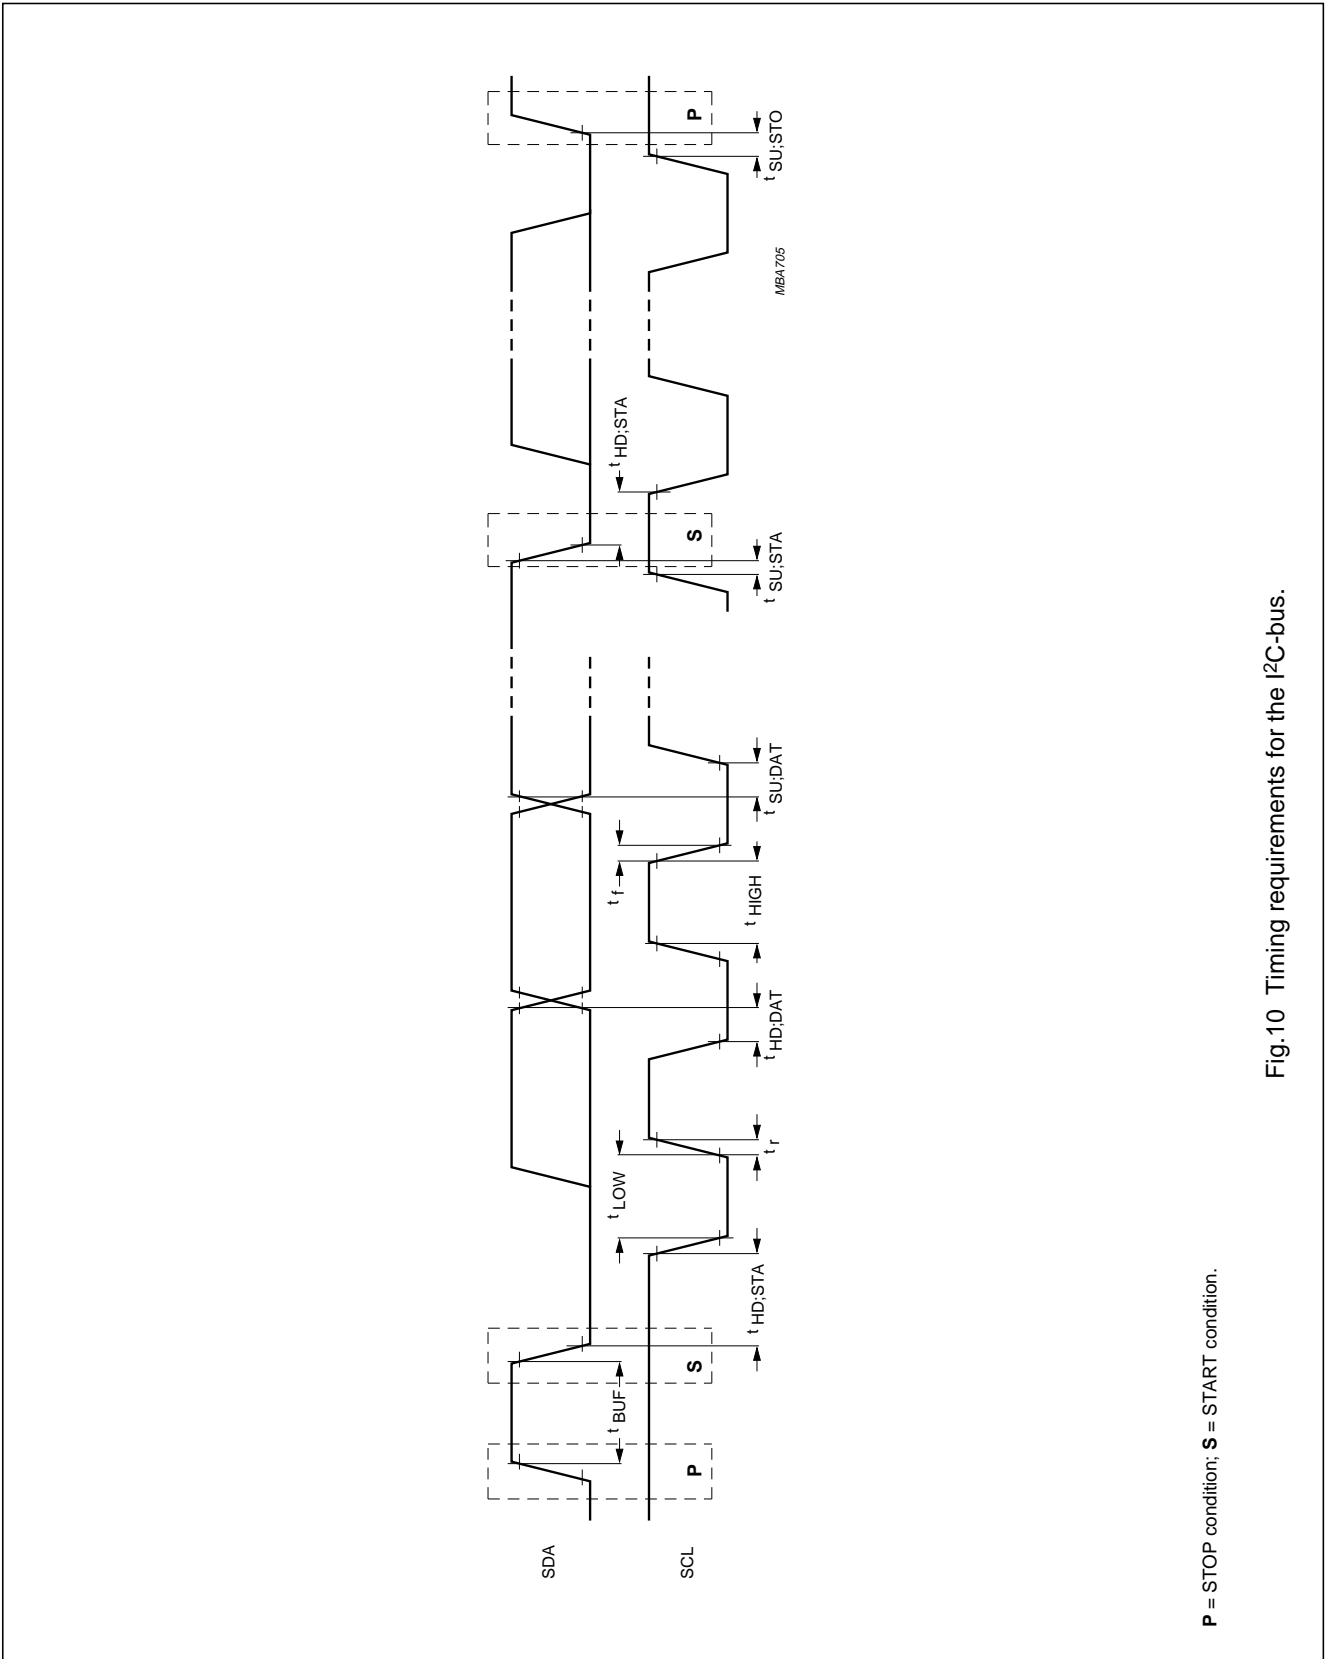 SDA
SCL
P
S
S
P
t BUF
t HD;STA
t LOW
t r
t HD;DAT
t HIGH
t f
t SU;DAT
t SU;STA
t HD;STA
t SU;STO
MBA705
P = STOP condition; S = START condition.
Fig.10 Timing requirements for the I²C-bus.